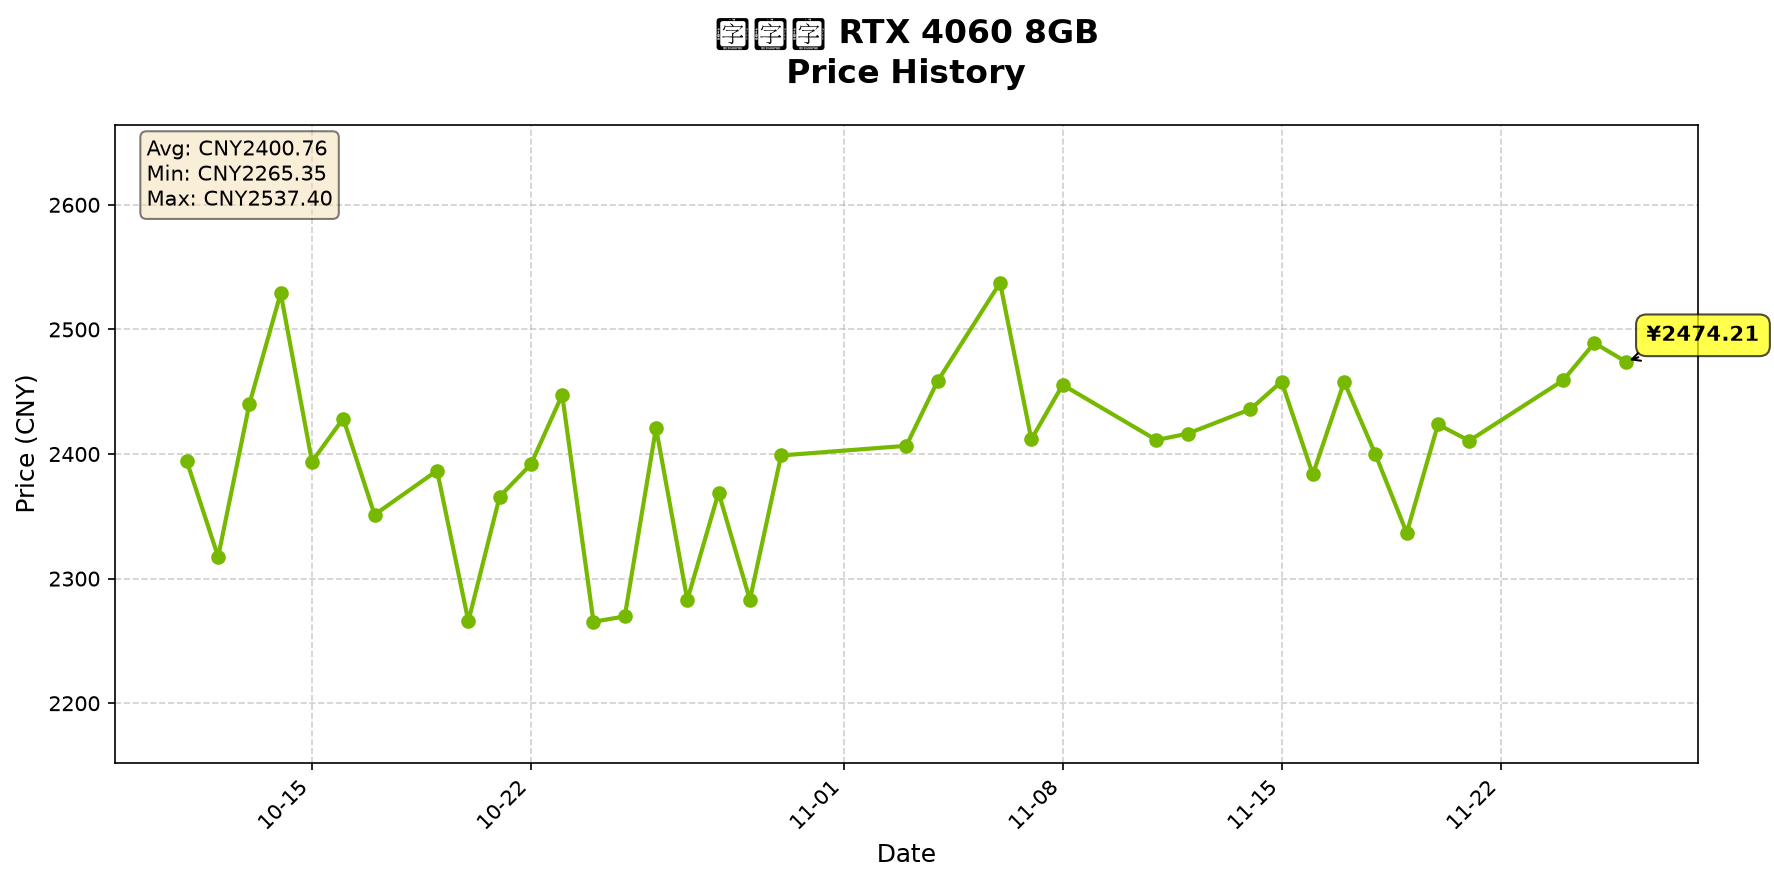 RTX 4060 8GB
Price History
Avg: CNY2400.76
Min: CNY2265.35
Max: CNY2537.40
¥2474.21
Price (CNY)
2600
2500
2400
2300
2200
10-15
10-22
11-01
11-08
11-15
11-22
Date